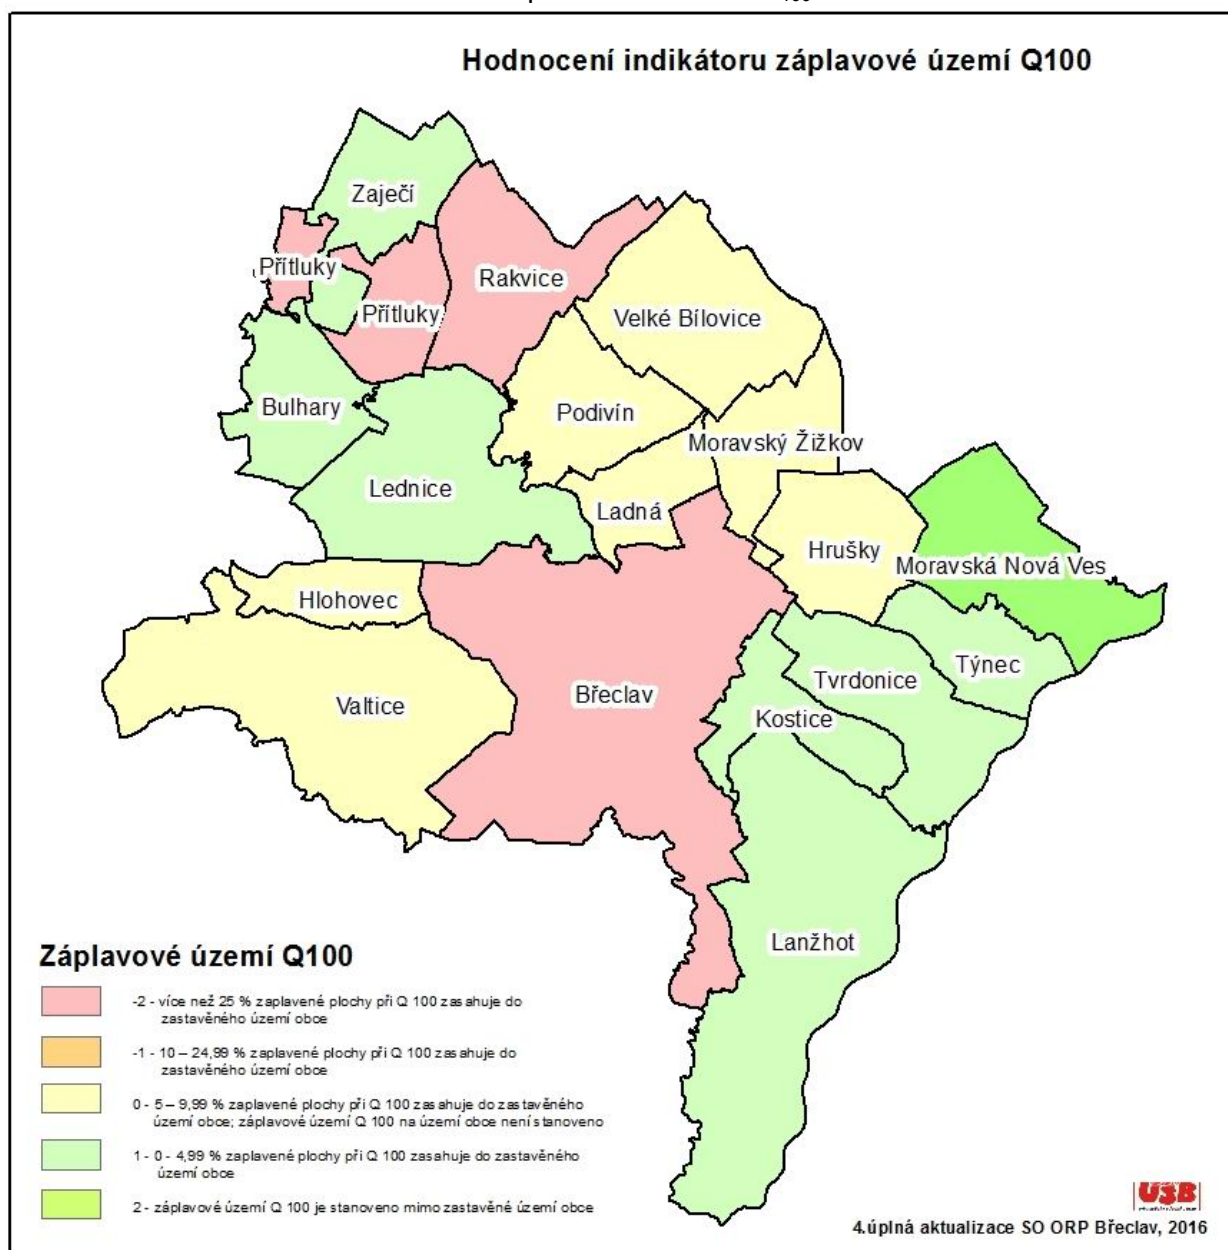 Hodnocení indikátoru záplavové území Q100
Zaječí
Přítluky
Rakvice
Přítluky
Velké Bílovice
Bulhary
Podivín
Moravský Žižkov
Lednice
Ladná
Hrušky
Moravská Nová Ves
Hlohovec
Týnec
Tvrdonice
Břeclav
Valtice
Kostice
Lanžhot
Záplavové území Q100
-2 - více než 25 % zaplavené plochy při Q 100 zasahuje do
zastavěného území obce
-1 - 10 – 24,99 % zaplavené plochy při Q 100 zasahuje do
zastavěného území obce
0 - 5 – 9,99 % zaplavené plochy při Q 100 zasahuje do zastavěného
území obce; záplavové území Q 100 na území obce není stanoveno
1 - 0 - 4,99 % zaplavené plochy při Q 100 zasahuje do zastavěného
území obce
2 - záplavové území Q 100 je stanoveno mimo zastavěné území obce
4.úplná aktualizace SO ORP Břeclav, 2016